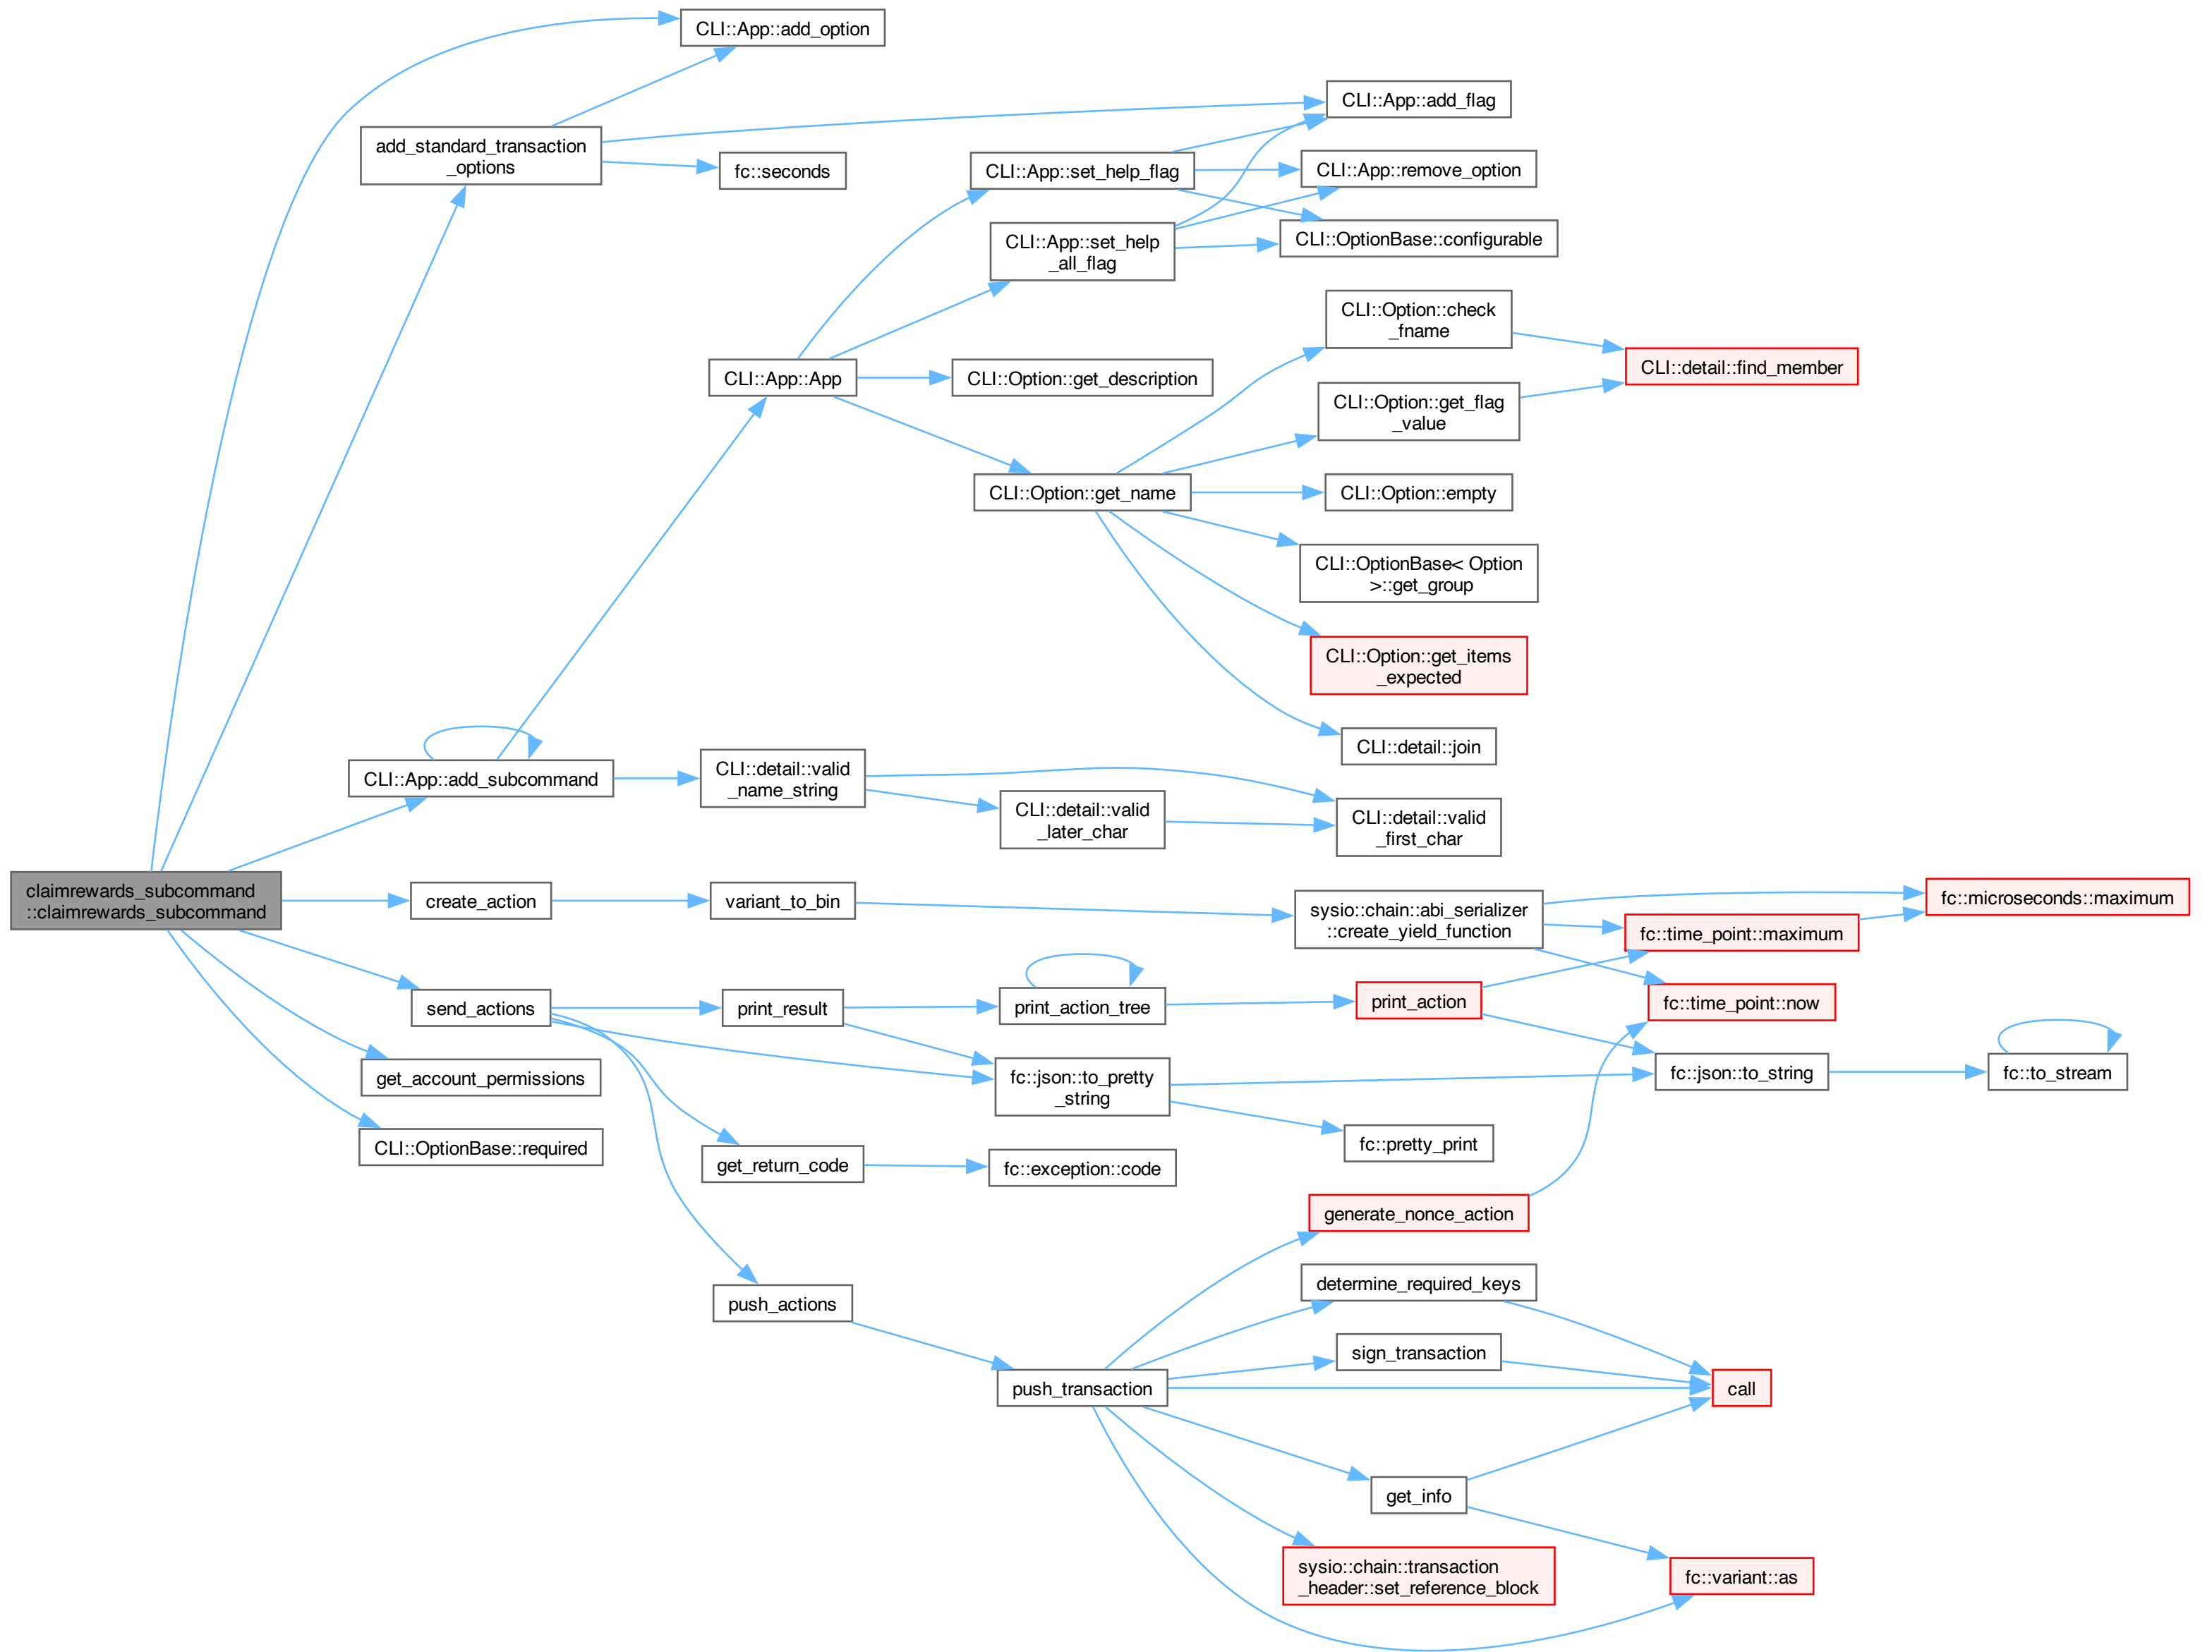 CLI::App::add_option
CLI::App::add_flag
add_standard_transaction
_options
fc::seconds
CLI::App::set_help_flag
CLI::App::remove_option
CLI::App::set_help
_all_flag
CLI::OptionBase::configurable
CLI::Option::check
_fname
CLI::detail::find_member
CLI::App::App
CLI::Option::get_description
CLI::Option::get_flag
_value
CLI::Option::get_name
CLI::Option::empty
CLI::OptionBase< Option
>::get_group
CLI::Option::get_items
_expected
CLI::detail::join
CLI::App::add_subcommand
CLI::detail::valid
_name_string
CLI::detail::valid
_later_char
CLI::detail::valid
_first_char
claimrewards_subcommand
::claimrewards_subcommand
create_action
variant_to_bin
sysio::chain::abi_serializer
::create_yield_function
fc::microseconds::maximum
fc::time_point::maximum
send_actions
print_result
print_action_tree
print_action
fc::time_point::now
get_account_permissions
fc::json::to_pretty
_string
fc::json::to_string
fc::to_stream
CLI::OptionBase::required
fc::pretty_print
get_return_code
fc::exception::code
generate_nonce_action
determine_required_keys
push_actions
sign_transaction
push_transaction
call
get_info
sysio::chain::transaction
_header::set_reference_block
fc::variant::as